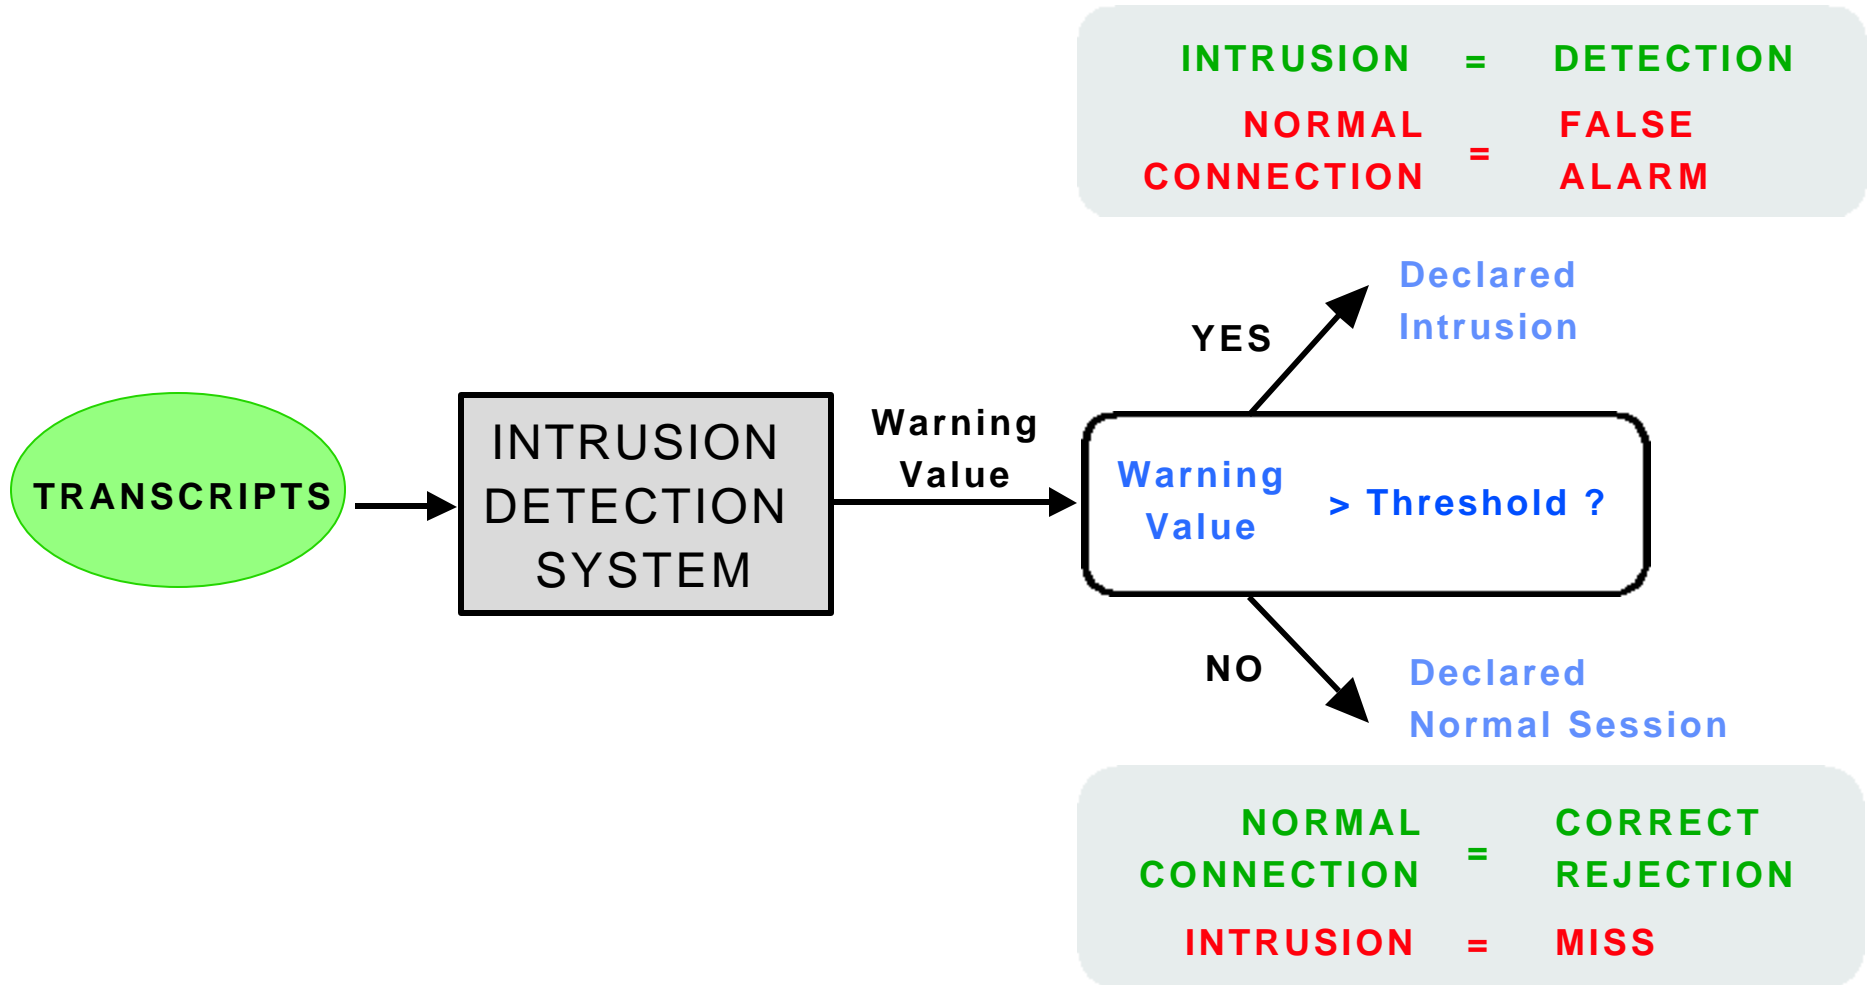 INTRUSION = DETECTION
NORMAL
CONNECTION
=
FALSE
ALARM
Declared
Intrusion
YES
TRANSCRIPTS
INTRUSION
DETECTION
SYSTEM
Warning
Value
Warning
Value
> Threshold ?
NO
Declared
Normal Session
NORMAL
CONNECTION
=
CORRECT
REJECTION
INTRUSION = MISS